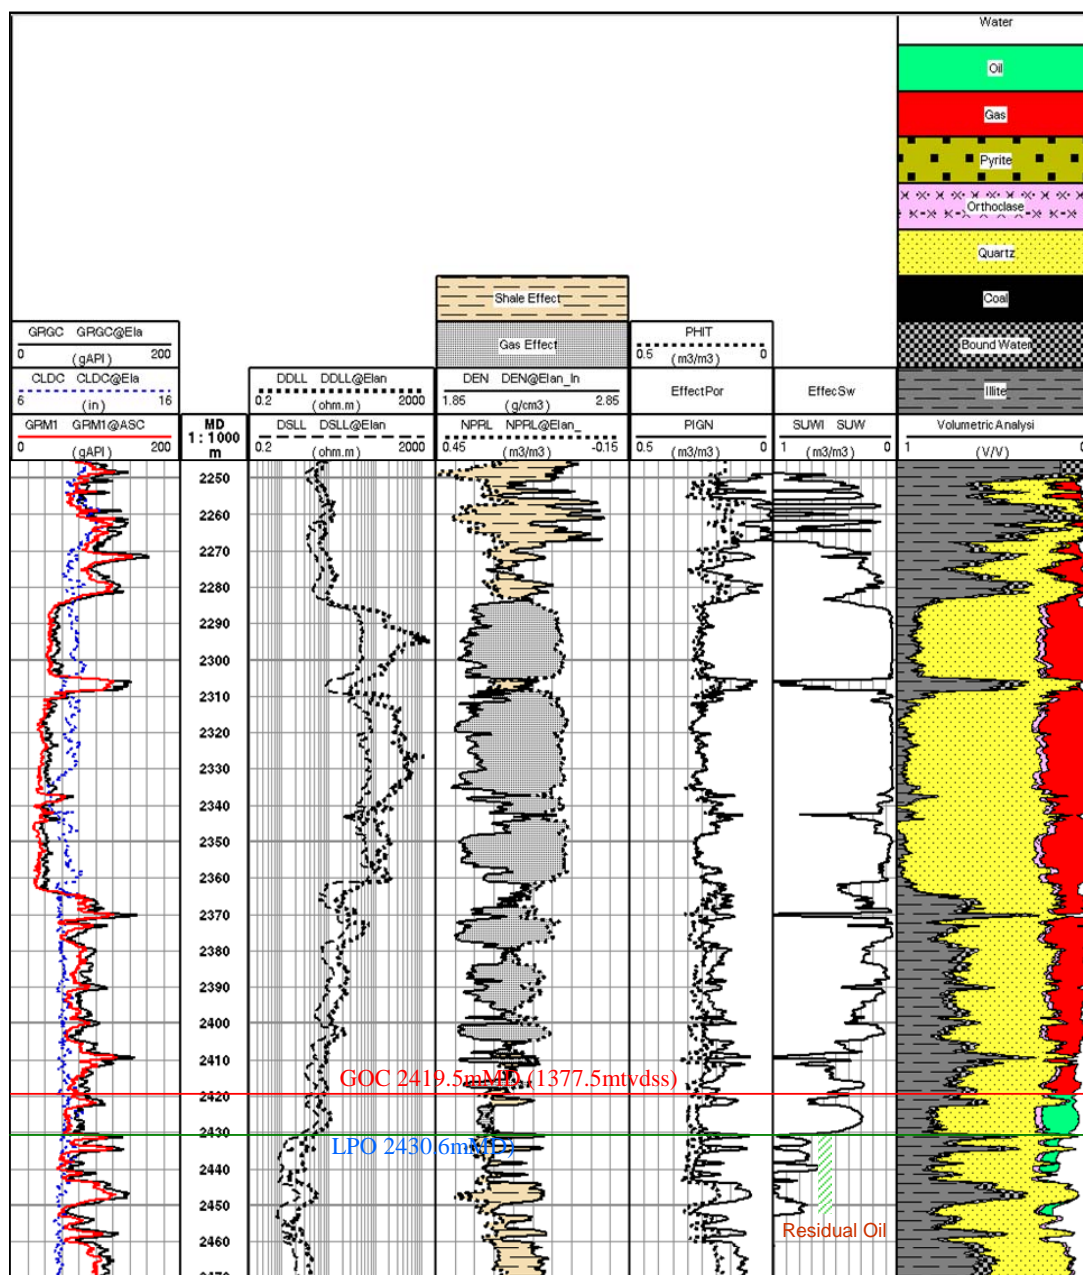 Water
Oil
Gas
Pyrite
Orthoclase
Quartz
Coal
Bound Water
Illite
Shale Effect
Gas Effect
GRGC GRGC@Ela
0 (gAPI) 200
PHIT
0.5 (m3/m3) 0
CLDC CLDC@Ela
6 (in) 16
DDLL DDLL@Elan
0.2 (ohm.m) 2000
DEN DEN@Elan_In
1.85 (g/cm3) 2.85
EffectPor
EffecSw
GRM1 GRM1@ASC
0 (gAPI) 200
MD
1 : 1000
m
DSLL DSLL@Elan
0.2 (ohm.m) 2000
NPRL NPRL@Elan_
0.45 (m3/m3) -0.15
PIGN
0.5 (m3/m3) 0
SUWI SUW
1 (m3/m3) 0
Volumetric Analysi
1 (V/V) 0
2250
2260
2270
2280
2290
2300
2310
2320
2330
2340
2350
2360
2370
2380
2390
2400
2410
GOC 2419.5mMD (1377.5mtvdss)
2420
2430
LPO 2430.6mMD)
2440
2450
Residual Oil
2460
2470